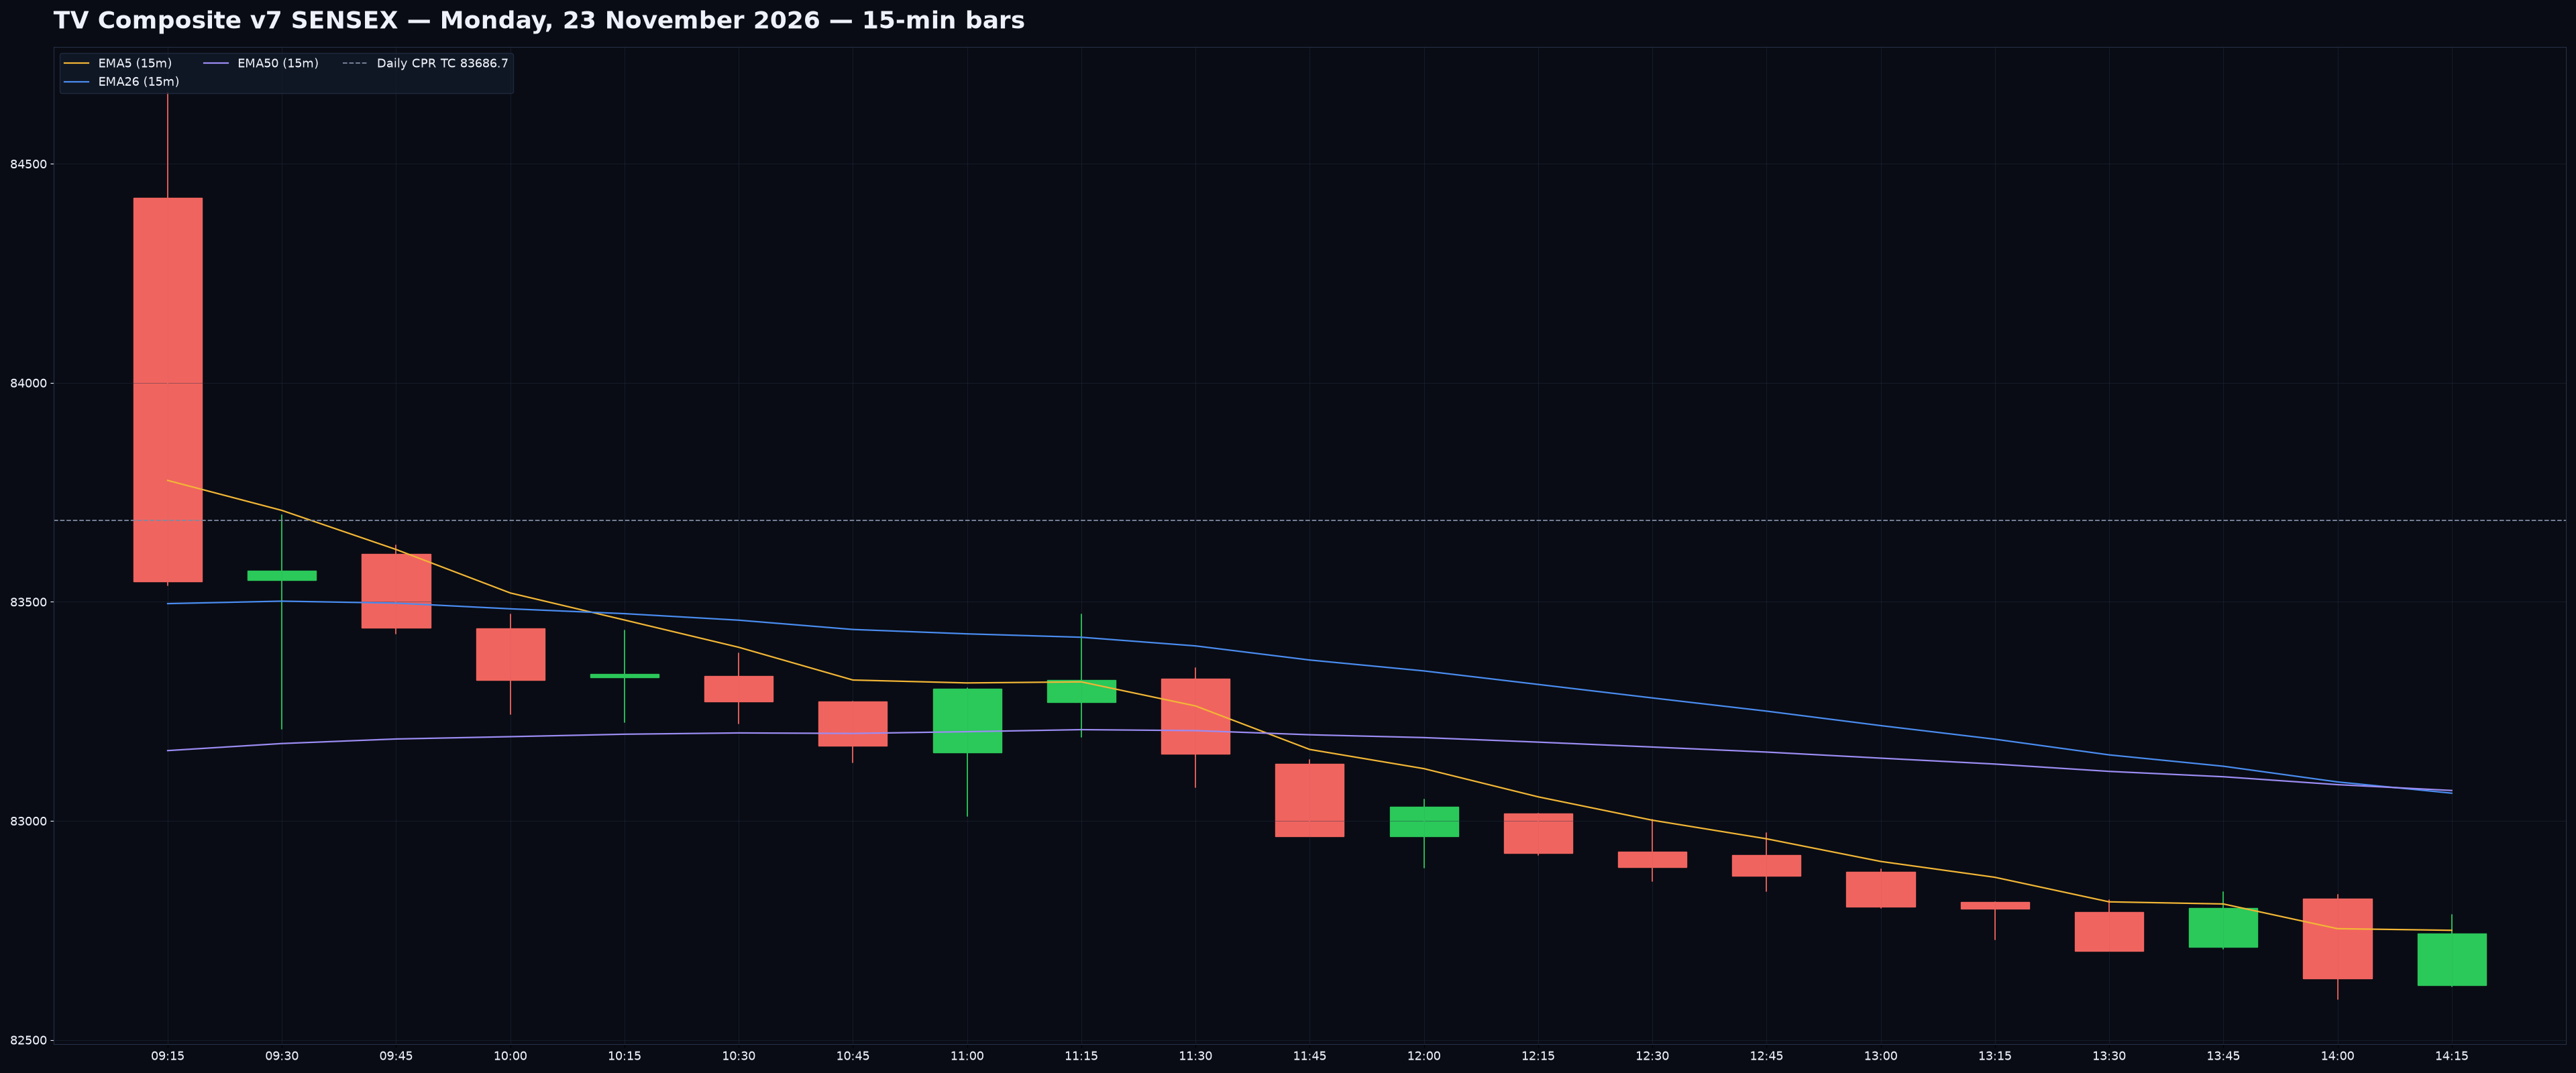 TV Composite v7 SENSEX — Monday, 23 November 2026 — 15-min bars
EMA5 (15m) EMA50 (15m) Daily CPR TC 83686.7
EMA26 (15m)
84500
84000
83500
83000
82500
09:15 09:30 09:45 10:00 10:15 10:30 10:45 11:00 11:15 11:30 11:45 12:00 12:15 12:30 12:45 13:00 13:15 13:30 13:45 14:00 14:15